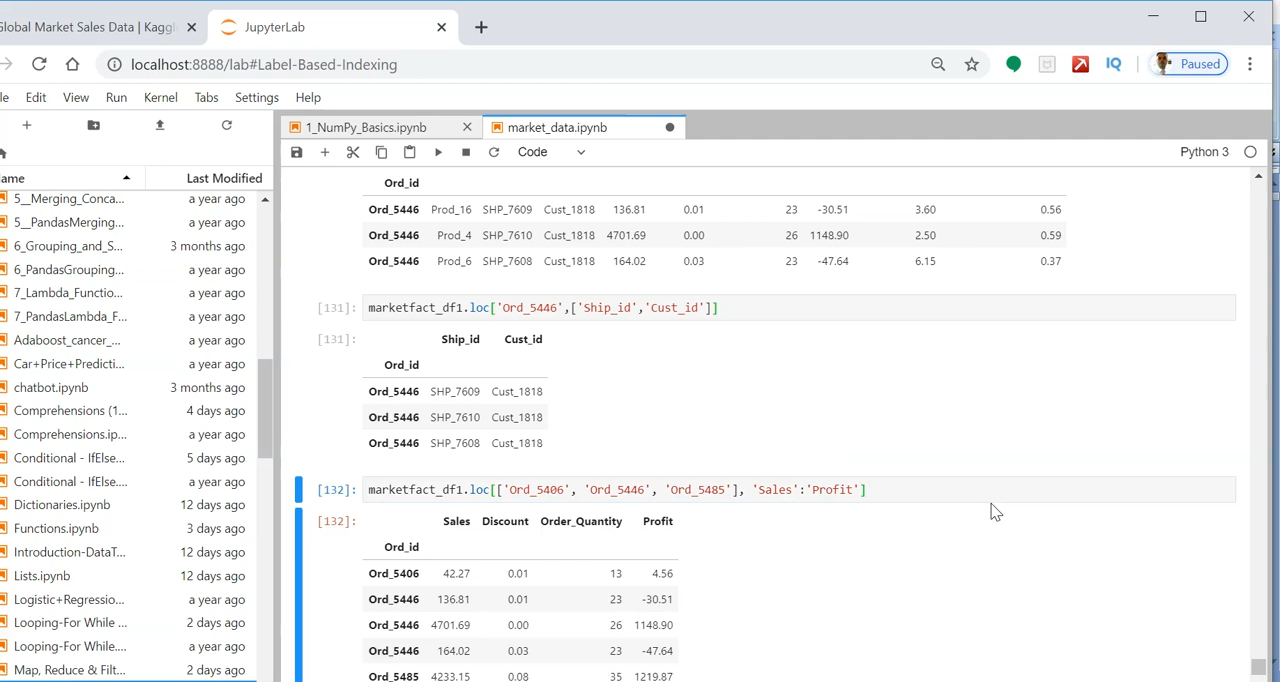 Global Market Sales Data | Kaggl
JupyterLab
localhost:8888/lab#Label-Based-Indexing
IQ
Paused
le Edit View Run Kernel Tabs Settings Help
1_NumPy_Basics.ipynb
market_data.ipynb
Code
Python 3
ame Last Modified
5__Merging_Conca... a year ago
5__PandasMerging... a year ago
6_Grouping_and_S... 3 months ago
6_PandasGrouping... a year ago
7_Lambda_Functio... a year ago
7_PandasLambda_F... a year ago
Adaboost_cancer_... a year ago
Car+Price+Predicti... a year ago
chatbot.ipynb 3 months ago
Comprehensions (1... 4 days ago
Comprehensions.ip... a year ago
Conditional - IfElse... 5 days ago
Conditional - IfElse... a year ago
Dictionaries.ipynb 12 days ago
Functions.ipynb 3 days ago
Introduction-DataT... 12 days ago
Lists.ipynb 12 days ago
Logistic+Regressio... a year ago
Looping-For While ... 2 days ago
Looping-For While.... a year ago
Map, Reduce & Filt... 2 days ago
Ord_id
Ord_5446 Prod_16 SHP_7609 Cust_1818 136.81 0.01 23 -30.51 3.60 0.56
Ord_5446 Prod_4 SHP_7610 Cust_1818 4701.69 0.00 26 1148.90 2.50 0.59
Ord_5446 Prod_6 SHP_7608 Cust_1818 164.02 0.03 23 -47.64 6.15 0.37
[131]: marketfact_df1.loc['Ord_5446',['Ship_id','Cust_id']]
[131]: Ship_id Cust_id
Ord_id
Ord_5446 SHP_7609 Cust_1818
Ord_5446 SHP_7610 Cust_1818
Ord_5446 SHP_7608 Cust_1818
[132]: marketfact_df1.loc[['Ord_5406', 'Ord_5446', 'Ord_5485'], 'Sales':'Profit']
[132]: Sales Discount Order_Quantity Profit
Ord_id
Ord_5406 42.27 0.01 13 4.56
Ord_5446 136.81 0.01 23 -30.51
Ord_5446 4701.69 0.00 26 1148.90
Ord_5446 164.02 0.03 23 -47.64
Ord_5485 4233.15 0.08 35 1219.87